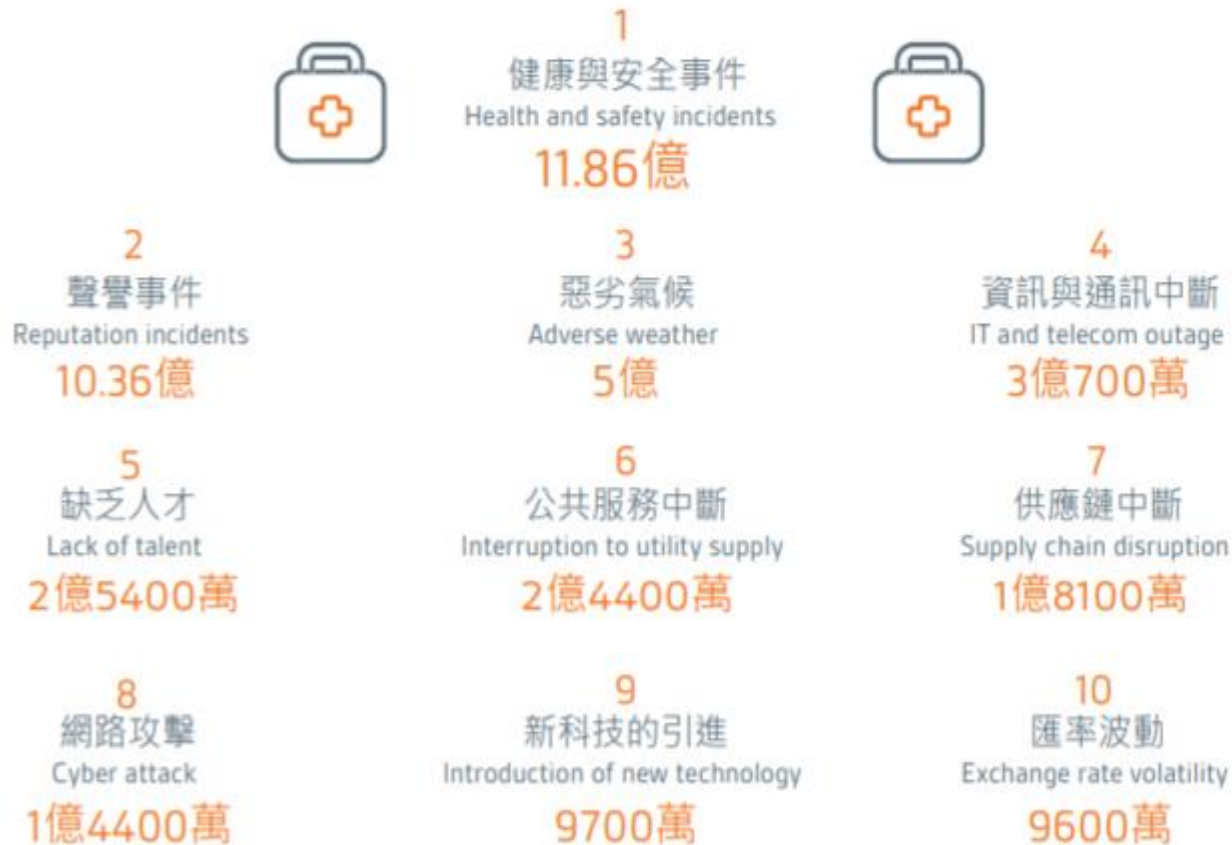 1
健康與安全事件
Health and safety incidents
11.86億
2
聲譽事件
Reputation incidents
10.36億
3
惡劣氣候
Adverse weather
5億
4
資訊與通訊中斷
IT and telecom outage
3億700萬
5
缺乏人才
Lack of talent
2億5400萬
6
公共服務中斷
Interruption to utility supply
2億4400萬
7
供應鏈中斷
Supply chain disruption
1億8100萬
8
網路攻擊
Cyber attack
1億4400萬
9
新科技的引進
Introduction of new technology
9700萬
10
匯率波動
Exchange rate volatility
9600萬